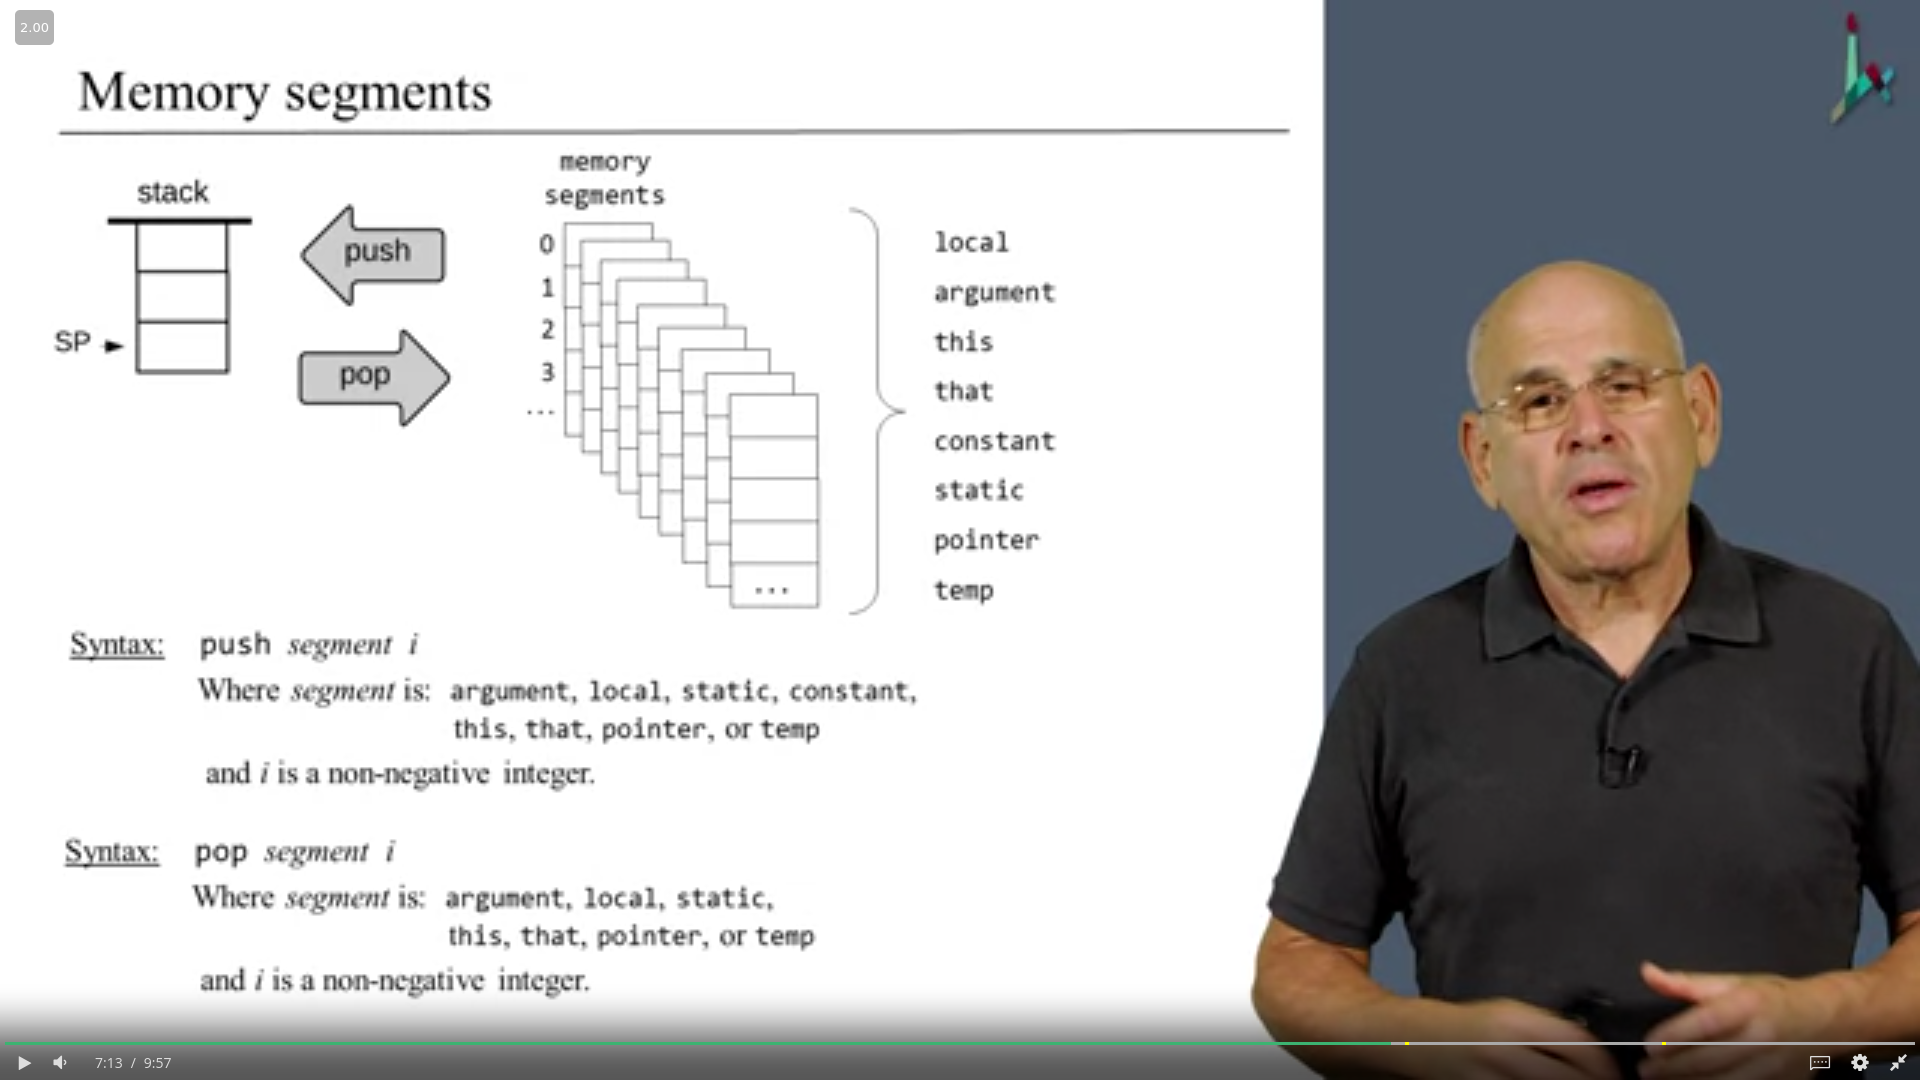 2.00
Memory segments
stack
SP
push
pop
memory
segments
0
1
2
3
...
...
local
argument
this
that
constant
static
pointer
temp
Syntax: push segment i
Where segment is: argument, local, static, constant,
this, that, pointer, or temp
and i is a non-negative integer.
Syntax: pop segment i
Where segment is: argument, local, static,
this, that, pointer, or temp
and i is a non-negative integer.
7:13 / 9:57